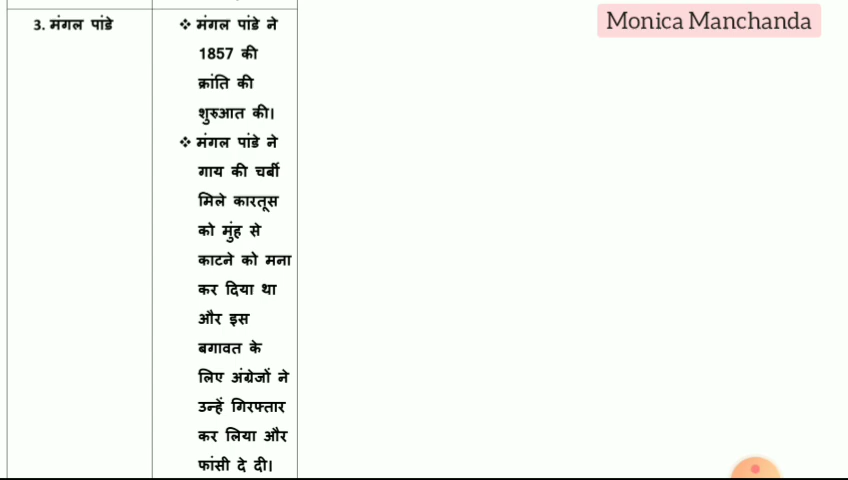 3. मंगल पांडे
❖ मंगल पांडे ने
1857 की
क्रांति की
शुरुआत की।
❖ मंगल पांडे ने
गाय की चर्बी
मिले कारतूस
को मुंह से
काटने को मना
कर दिया था
और इस
बगावत के
लिए अंग्रेजों ने
उन्हें गिरफ्तार
कर लिया और
फांसी दे दी।
Monica Manchanda